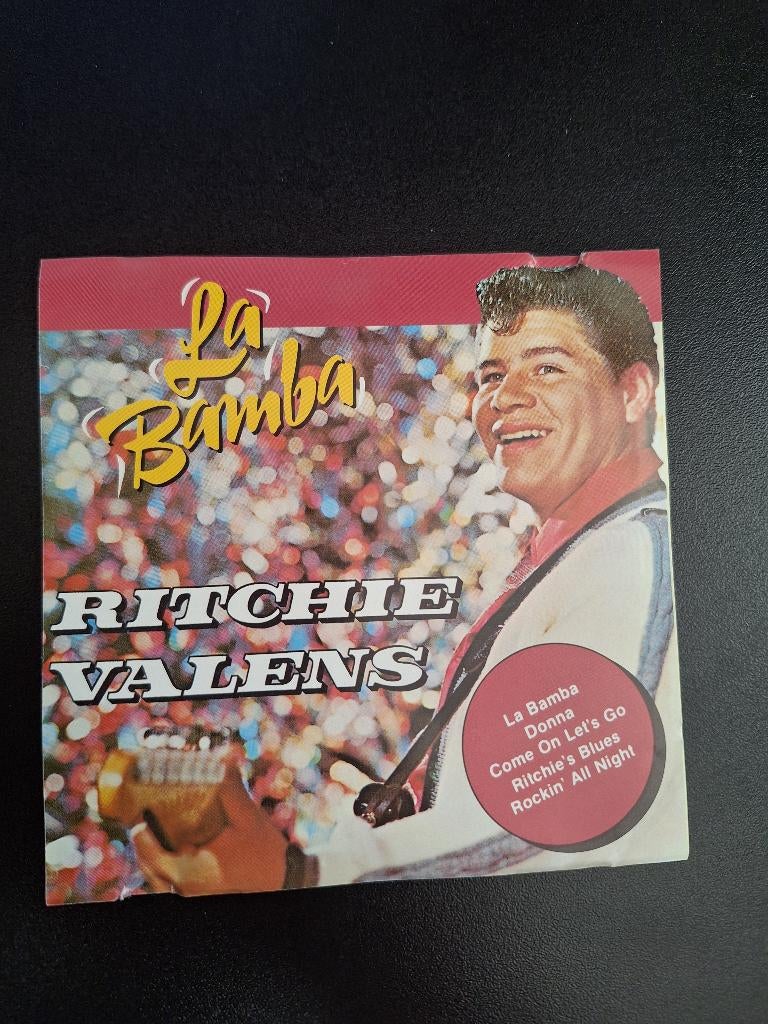 La
Bamba
RITCHIE
VALENS
La Bamba
Donna
Come On Let's Go
Ritchie's Blues
Rockin' All Night